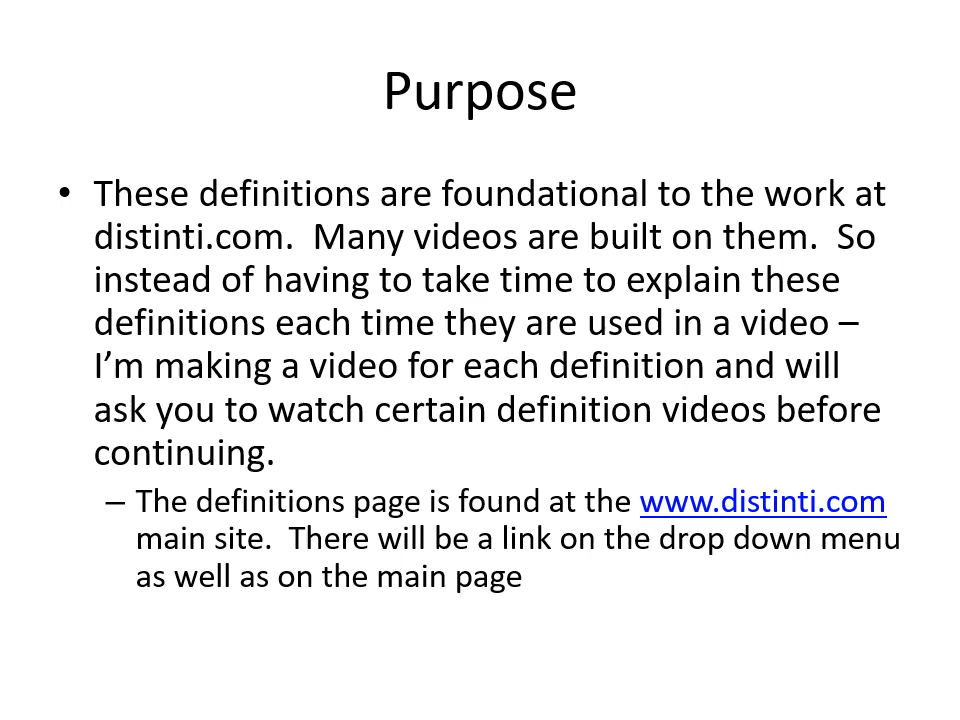 Purpose
• These definitions are foundational to the work at
distinti.com.  Many videos are built on them.  So
instead of having to take time to explain these
definitions each time they are used in a video –
I’m making a video for each definition and will
ask you to watch certain definition videos before
continuing.
– The definitions page is found at the www.distinti.com
main site.  There will be a link on the drop down menu
as well as on the main page